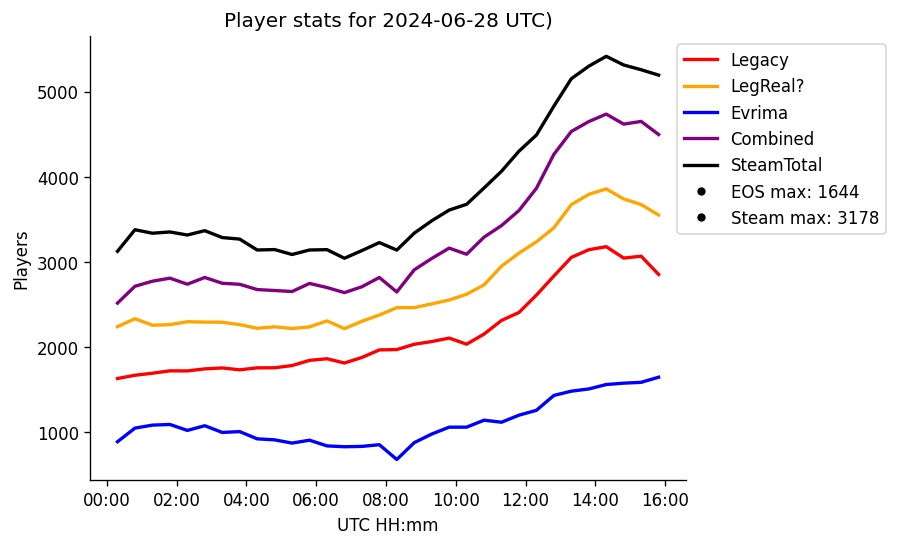 Player stats for 2024-06-28 UTC)
Legacy
LegReal?
Evrima
Combined
SteamTotal
EOS max: 1644
Steam max: 3178
Players
5000
4000
3000
2000
1000
00:00 02:00 04:00 06:00 08:00 10:00 12:00 14:00 16:00
UTC HH:mm